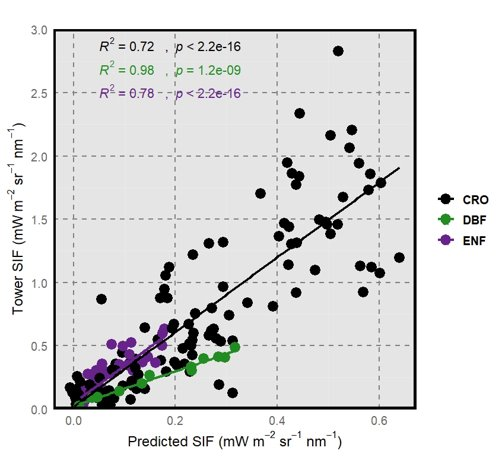 3.0
2.5
2.0
1.5
1.0
0.5
0.0
Tower SIF (mW m⁻² sr⁻¹ nm⁻¹)
R² = 0.72 , p < 2.2e-16
R² = 0.98 , p = 1.2e-09
R² = 0.78 , p < 2.2e-16
CRO
DBF
ENF
0.0 0.2 0.4 0.6
Predicted SIF (mW m⁻² sr⁻¹ nm⁻¹)